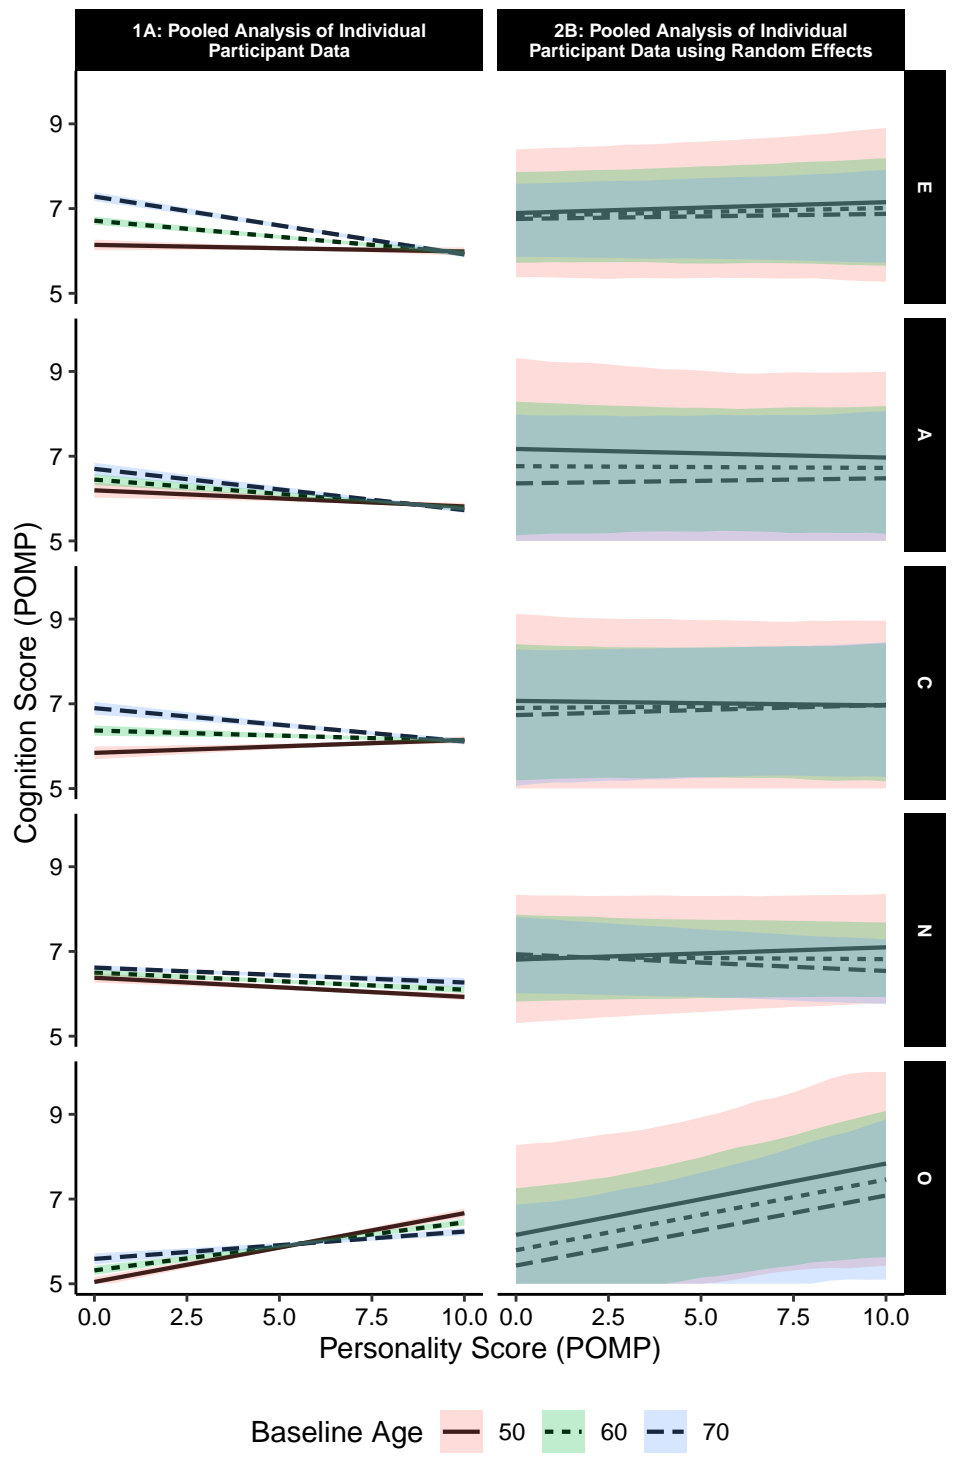 1A: Pooled Analysis of Individual
Participant Data
2B: Pooled Analysis of Individual
Participant Data using Random Effects
9
7
5
E
9
7
5
A
9
7
5
C
9
7
5
N
9
7
5
O
Cognition Score (POMP)
0.0 2.5 5.0 7.5 10.0
0.0 2.5 5.0 7.5 10.0
Personality Score (POMP)
Baseline Age 50 60 70